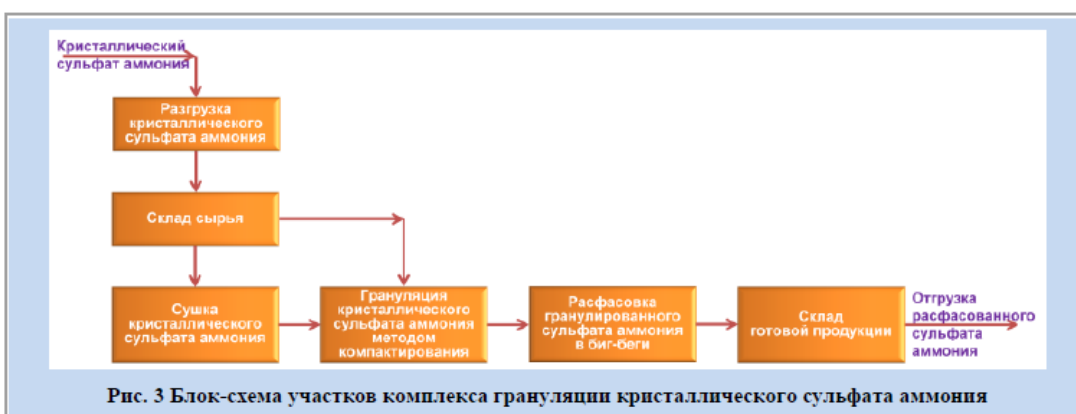 Кристаллический
сульфат аммония
Разгрузка
кристаллического
сульфата аммония
Склад сырья
Сушка
кристаллического
сульфата аммония
Грануляция
кристаллического
сульфата аммония
методом
компактирования
Расфасовка
гранулированного
сульфата аммония
в биг-беги
Склад
готовой продукции
Отгрузка
расфасованного
сульфата
аммония
Рис. 3 Блок-схема участков комплекса грануляции кристаллического сульфата аммония